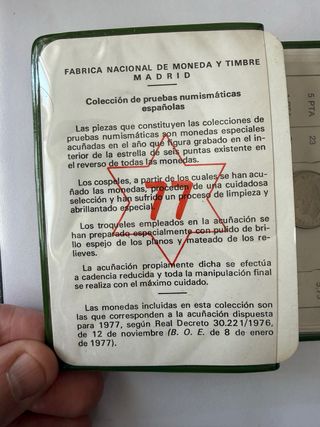 FABRICA NACIONAL DE MONEDA Y TIMBRE
MADRID
Colección de pruebas numismáticas
españolas
Las piezas que constituyen las colecciones de
pruebas numismáticas son monedas especiales
acuñadas en el año que figura grabado en el in-
terior de la estrella de seis puntas existente en
el reverso de todas las monedas.
Los cospeles, a partir de los cuales se han acu-
ñado las monedas, proceden de una cuidadosa
selección y han sufrido un proceso de limpieza y
abrillantado especial.
77
Los troqueles empleados en la acuñación se
han preparado especialmente con pulido de bri-
llo espejo de los planos y mateado de los re-
lieves.
La acuñación propiamente dicha se efectúa
a cadencia reducida y toda la manipulación final
se realiza con el máximo cuidado.
Las monedas incluidas en esta colección son
las que corresponden a la acuñación dispuesta
para 1977, según Real Decreto 30.221/1976,
de 12 de noviembre (B. O. E. de 8 de enero
de 1977).
5 PTA
23